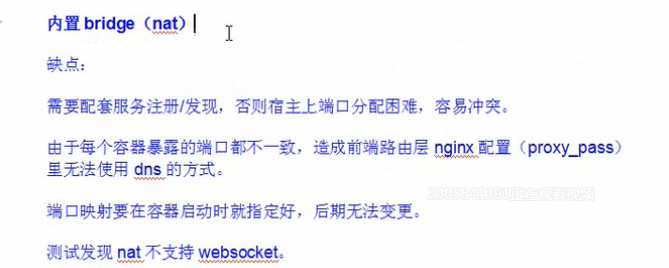 内置 bridge（nat）
缺点：
需要配套服务注册/发现，否则宿主上端口分配困难，容易冲突。
由于每个容器暴露的端口都不一致，造成前端路由层 nginx 配置（proxy_pass）
里无法使用 dns 的方式。
端口映射要在容器启动时就指定好，后期无法变更。
测试发现 nat 不支持 websocket。